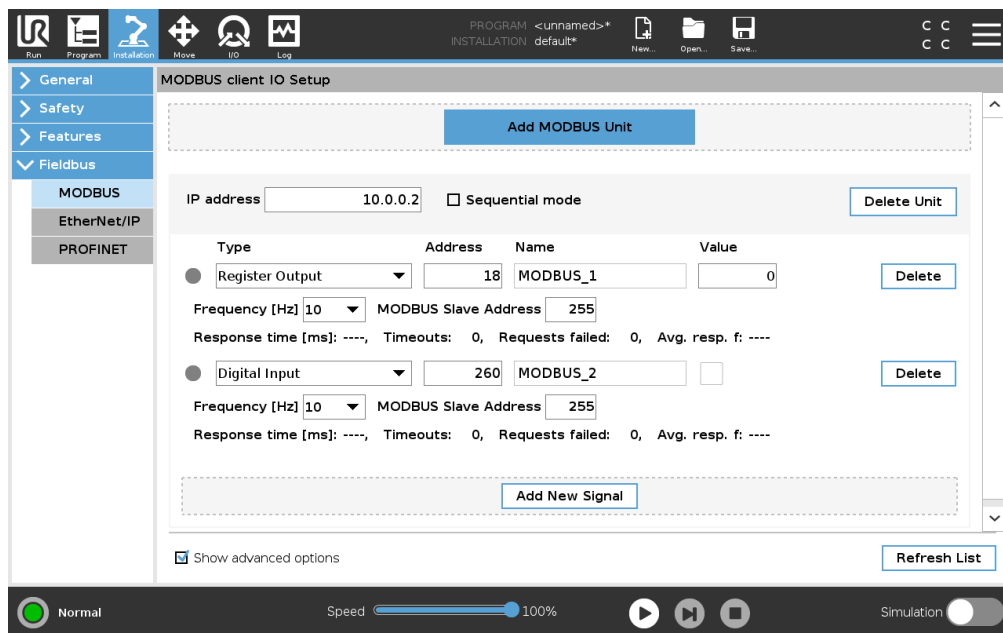 PROGRAM <unnamed>*
INSTALLATION default*
UR
Run Program Installation Move I/O Log New... Open... Save...
C C
C C
General
Safety
Features
Fieldbus
MODBUS
EtherNet/IP
PROFINET
MODBUS client IO Setup
Add MODBUS Unit
IP address 10.0.0.2 Sequential mode Delete Unit
Type Address Name Value
Register Output 18 MODBUS_1 0 Delete
Frequency [Hz] 10 MODBUS Slave Address 255
Response time [ms]: ----, Timeouts: 0, Requests failed: 0, Avg. resp. f: ----
Digital Input 260 MODBUS_2 Delete
Frequency [Hz] 10 MODBUS Slave Address 255
Response time [ms]: ----, Timeouts: 0, Requests failed: 0, Avg. resp. f: ----
Add New Signal
Show advanced options Refresh List
Normal Speed 100% Simulation